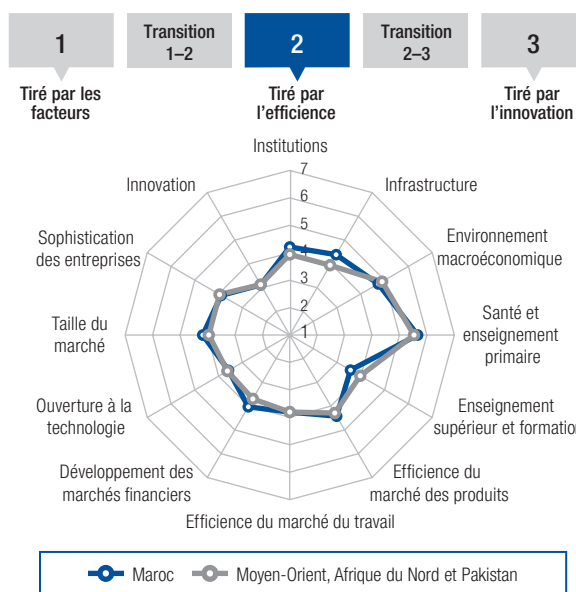 1
Transition
1–2
2
Transition
2–3
3
Tiré par les
facteurs
Tiré par
l'efficience
Tiré par
l'innovation
Institutions
Infrastructure
Environnement
macroéconomique
Santé et
enseignement
primaire
Enseignement
supérieur et formation
Efficience du
marché des produits
Efficience du marché du travail
Développement des
marchés financiers
Ouverture à la
technologie
Taille du
marché
Sophistication
des entreprises
Innovation
7
6
5
4
3
2
1
Maroc
Moyen-Orient, Afrique du Nord et Pakistan